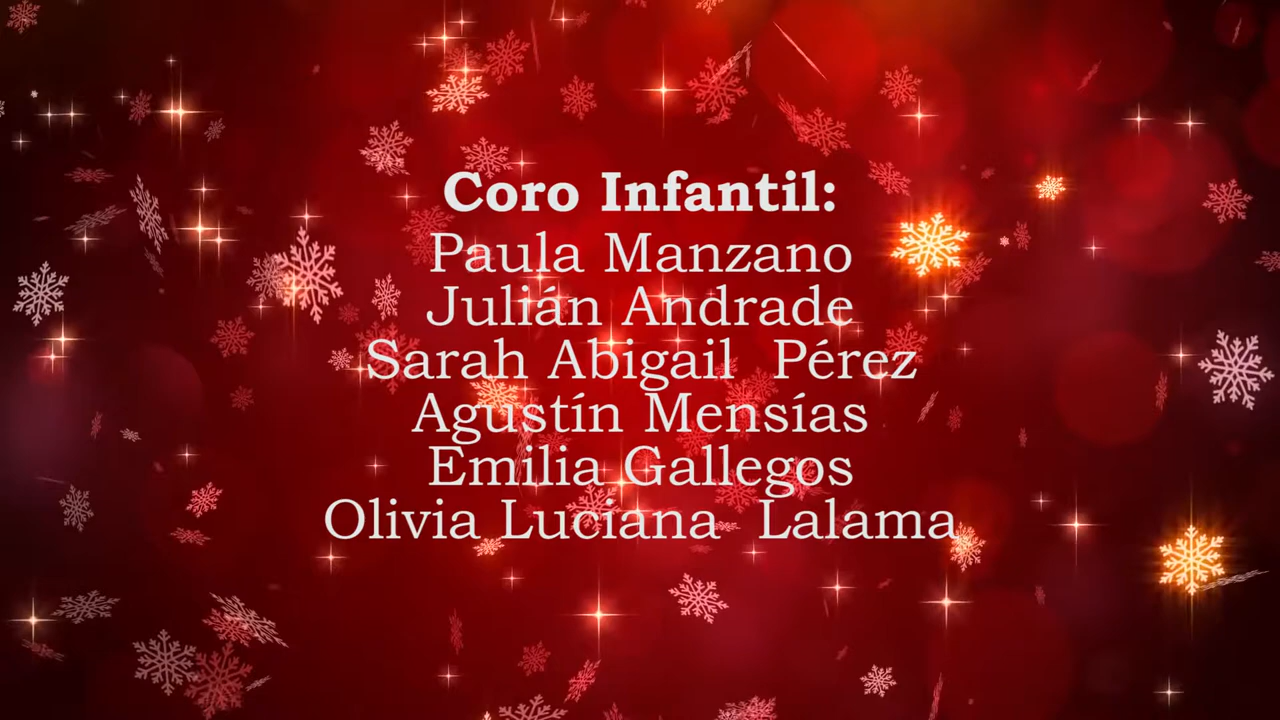 Coro Infantil:
Paula Manzano
Julián Andrade
Sarah Abigail  Pérez
Agustín Mensías
Emilia Gallegos
Olivia Luciana  Lalama